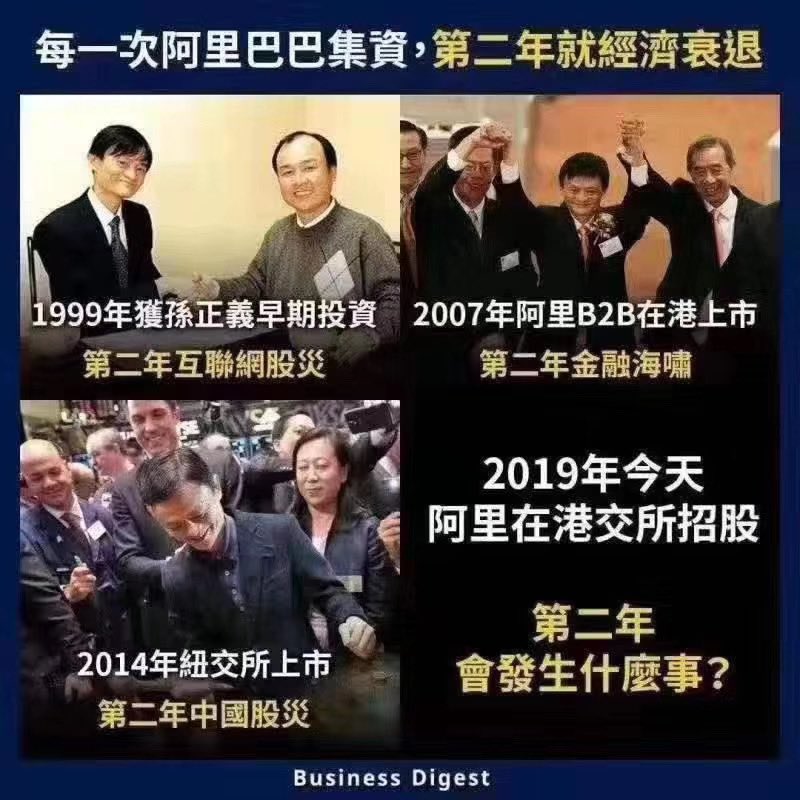 每一次阿里巴巴集資，第二年就經濟衰退
1999年獲孫正義早期投資
第二年互聯網股災
2007年阿里B2B在港上市
第二年金融海嘯
2014年紐交所上市
第二年中國股災
2019年今天
阿里在港交所招股
第二年
會發生什麼事？
Business Digest